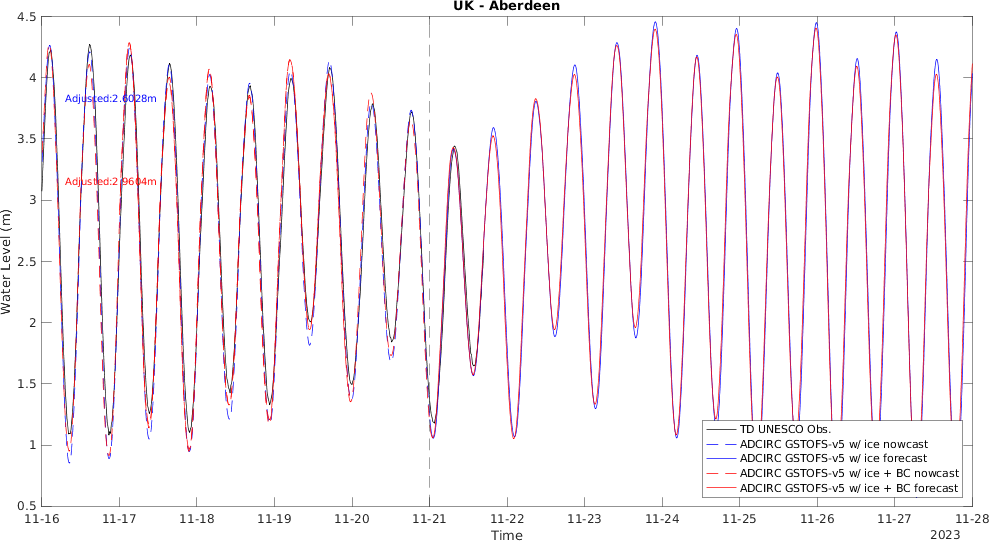 UK - Aberdeen
4.5
4
3.5
3
2.5
2
1.5
1
0.5
Water Level (m)
Adjusted:2.6028m
Adjusted:2.9604m
TD UNESCO Obs.
ADCIRC GSTOFS-v5 w/ ice nowcast
ADCIRC GSTOFS-v5 w/ ice forecast
ADCIRC GSTOFS-v5 w/ ice + BC nowcast
ADCIRC GSTOFS-v5 w/ ice + BC forecast
11-16 11-17 11-18 11-19 11-20 11-21 11-22 11-23 11-24 11-25 11-26 11-27 11-28
Time
2023